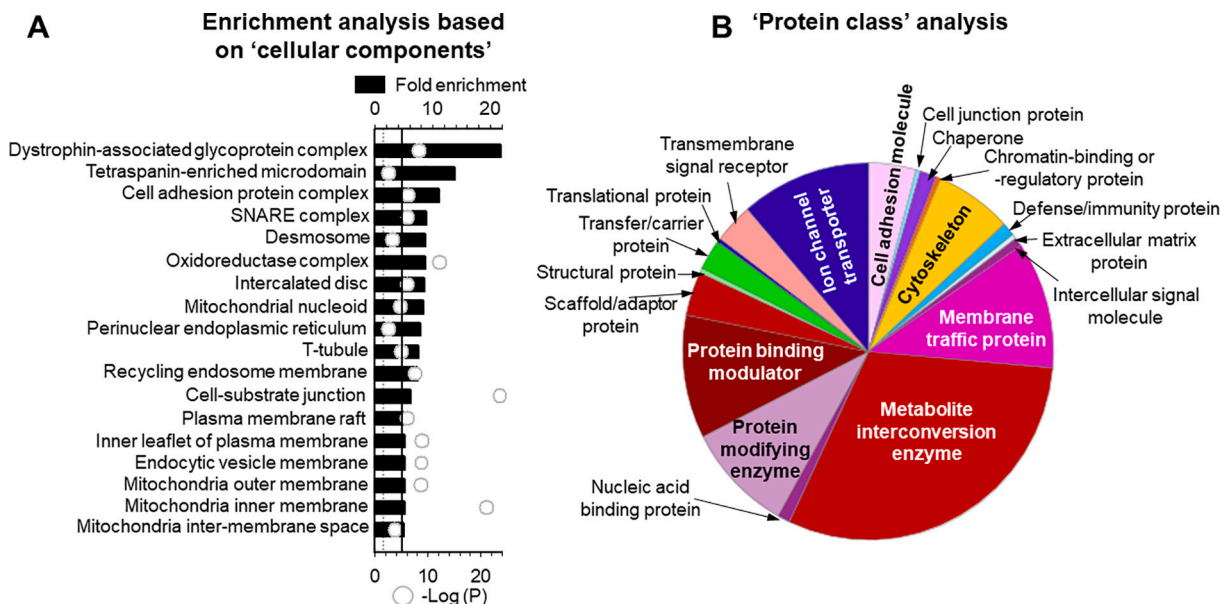 A
Enrichment analysis based
on ‘cellular components’
Fold enrichment
0 10 20
Dystrophin-associated glycoprotein complex
Tetraspanin-enriched microdomain
Cell adhesion protein complex
SNARE complex
Desmosome
Oxidoreductase complex
Intercalated disc
Mitochondrial nucleoid
Perinuclear endoplasmic reticulum
T-tubule
Recycling endosome membrane
Cell-substrate junction
Plasma membrane raft
Inner leaflet of plasma membrane
Endocytic vesicle membrane
Mitochondria outer membrane
Mitochondria inner membrane
Mitochondria inter-membrane space
0 10 20
-Log (P)
B
‘Protein class’ analysis
Cell adhesion molecule
Cell junction protein
Chaperone
Chromatin-binding or
-regulatory protein
Cytoskeleton
Defense/immunity protein
Extracellular matrix
protein
Intercellular signal
molecule
Membrane
traffic protein
Metabolite
interconversion
enzyme
Nucleic acid
binding protein
Protein
modifying
enzyme
Protein binding
modulator
Scaffold/adaptor
protein
Structural protein
Transfer/carrier
protein
Translational protein
Transmembrane
signal receptor
Ion channel
transporter